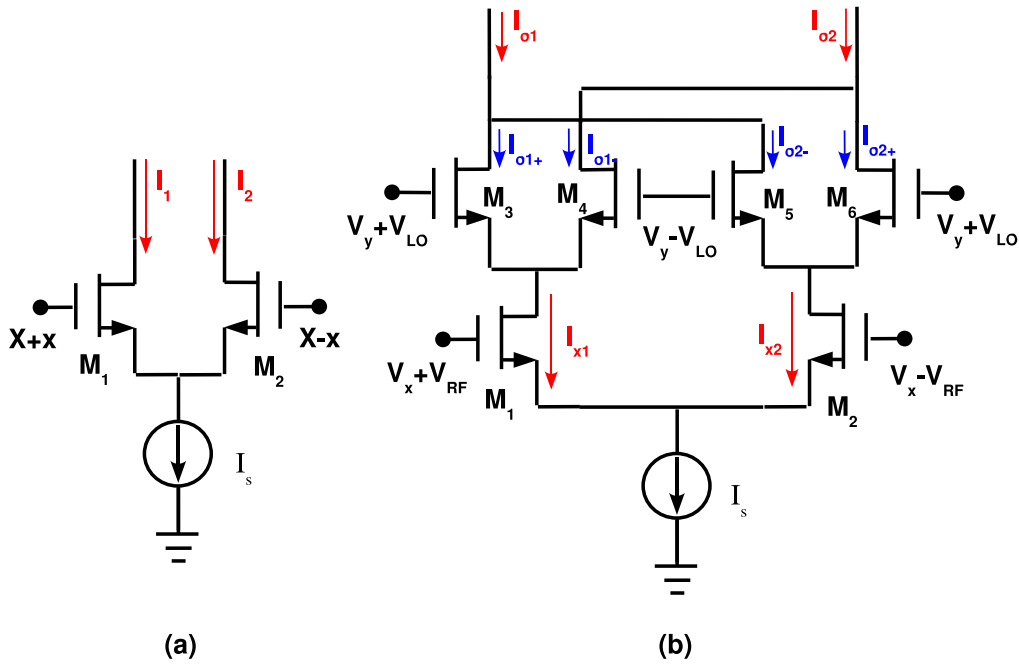 I1
I2
X+x
X-x
M1
M2
Is
(a)
Io1
Io2
Io1+
Io1-
Io2-
Io2+
M3
M4
M5
M6
Vy+VLO
Vy-VLO
Vy+VLO
Ix1
Ix2
Vx+VRF
M1
M2
Vx-VRF
Is
(b)